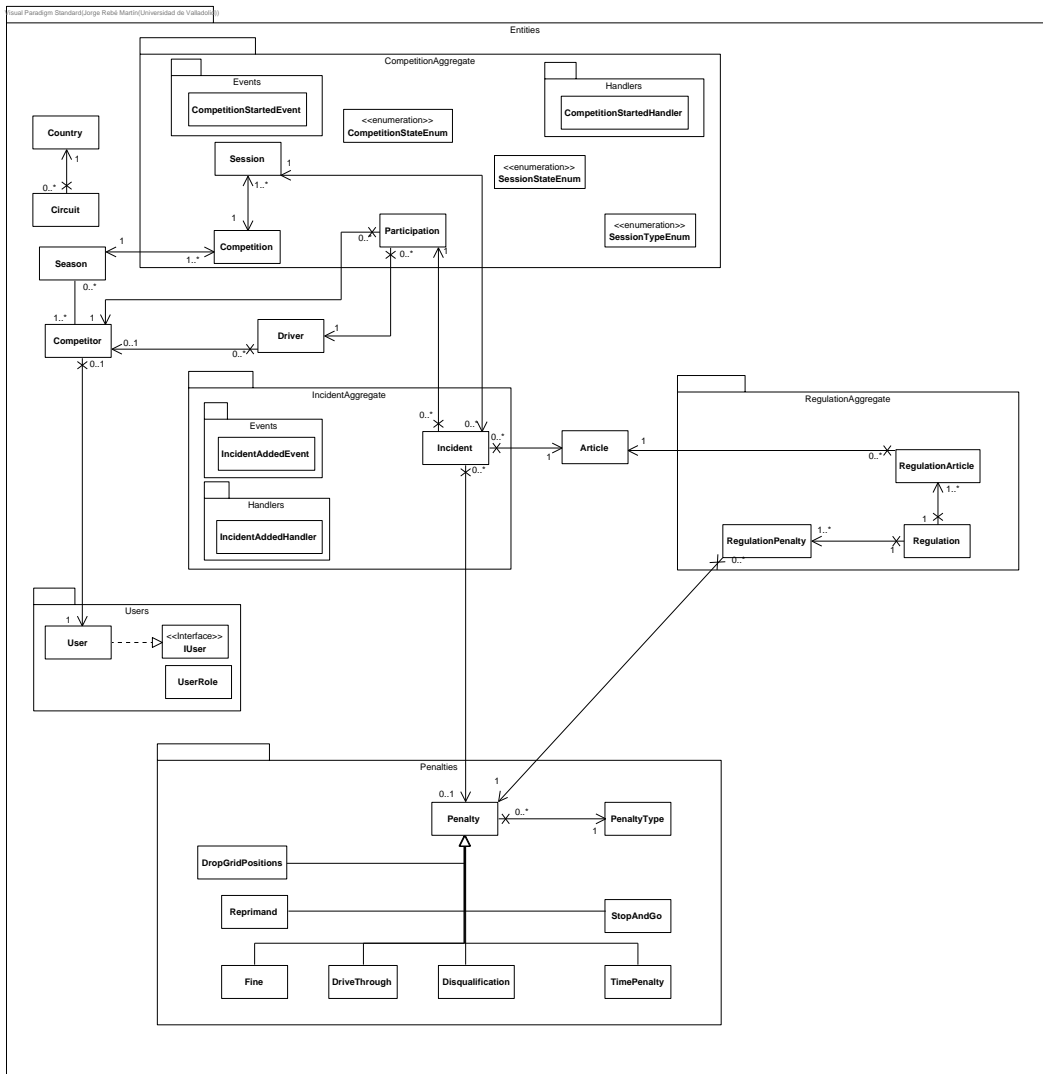 Visual Paradigm Standard(Jorge Rebé Martín(Universidad de Valladolid))
Entities
CompetitionAggregate
Events
CompetitionStartedEvent
<<enumeration>>
CompetitionStateEnum
Handlers
CompetitionStartedHandler
Country
1
0..*
Circuit
Session
1
1..*
<<enumeration>>
SessionStateEnum
1
Competition
Participation
0..*
0..*
1
<<enumeration>>
SessionTypeEnum
Season
1
1..*
0..*
1..*
1
Competitor
0..1
0..1
Driver
1
0..*
IncidentAggregate
Events
IncidentAddedEvent
Handlers
IncidentAddedHandler
0..*
0..*
Incident
0..*
0..*
1
Article
1
RegulationAggregate
0..*
RegulationArticle
1..*
1
RegulationPenalty
1..*
1
Regulation
0..*
Users
1
User
<<Interface>>
IUser
UserRole
Penalties
0..1
1
Penalty
0..*
1
PenaltyType
DropGridPositions
Reprimand
StopAndGo
Fine
DriveThrough
Disqualification
TimePenalty